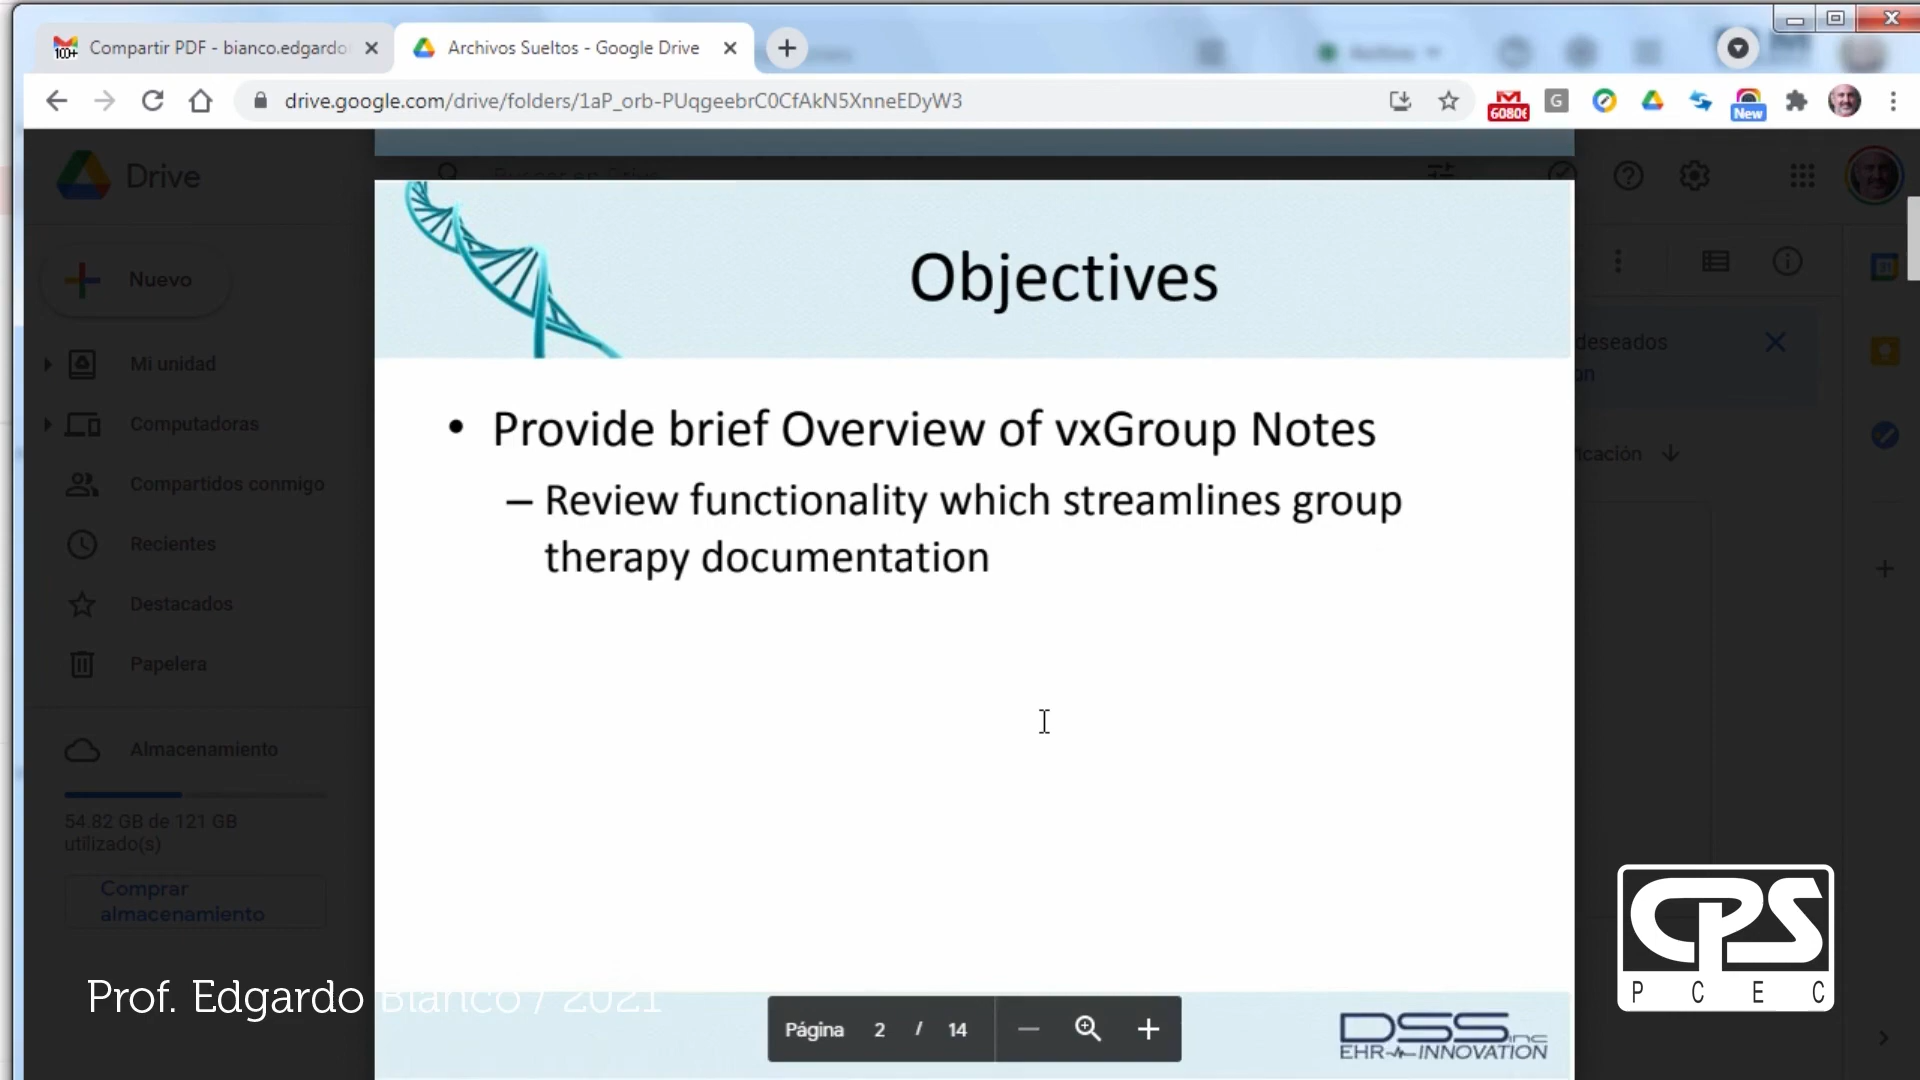 Compartir PDF - bianco.edgardo
Archivos Sueltos - Google Drive
drive.google.com/drive/folders/1aP_orb-PUqgeebrC0CfAkN5XnneEDyW3
100+
G
New
Drive
Nuevo
Mi unidad
Computadoras
Compartidos conmigo
Recientes
Destacados
Papelera
Almacenamiento
54.82 GB de 121 GB
utilizado(s)
Comprar
almacenamiento
Objectives
• Provide brief Overview of vxGroup Notes
– Review functionality which streamlines group
therapy documentation
deseados
Página 2 / 14
DSS inc
EHR INNOVATION
Prof. Edgardo Bianco / 2021
CPS
PCEC